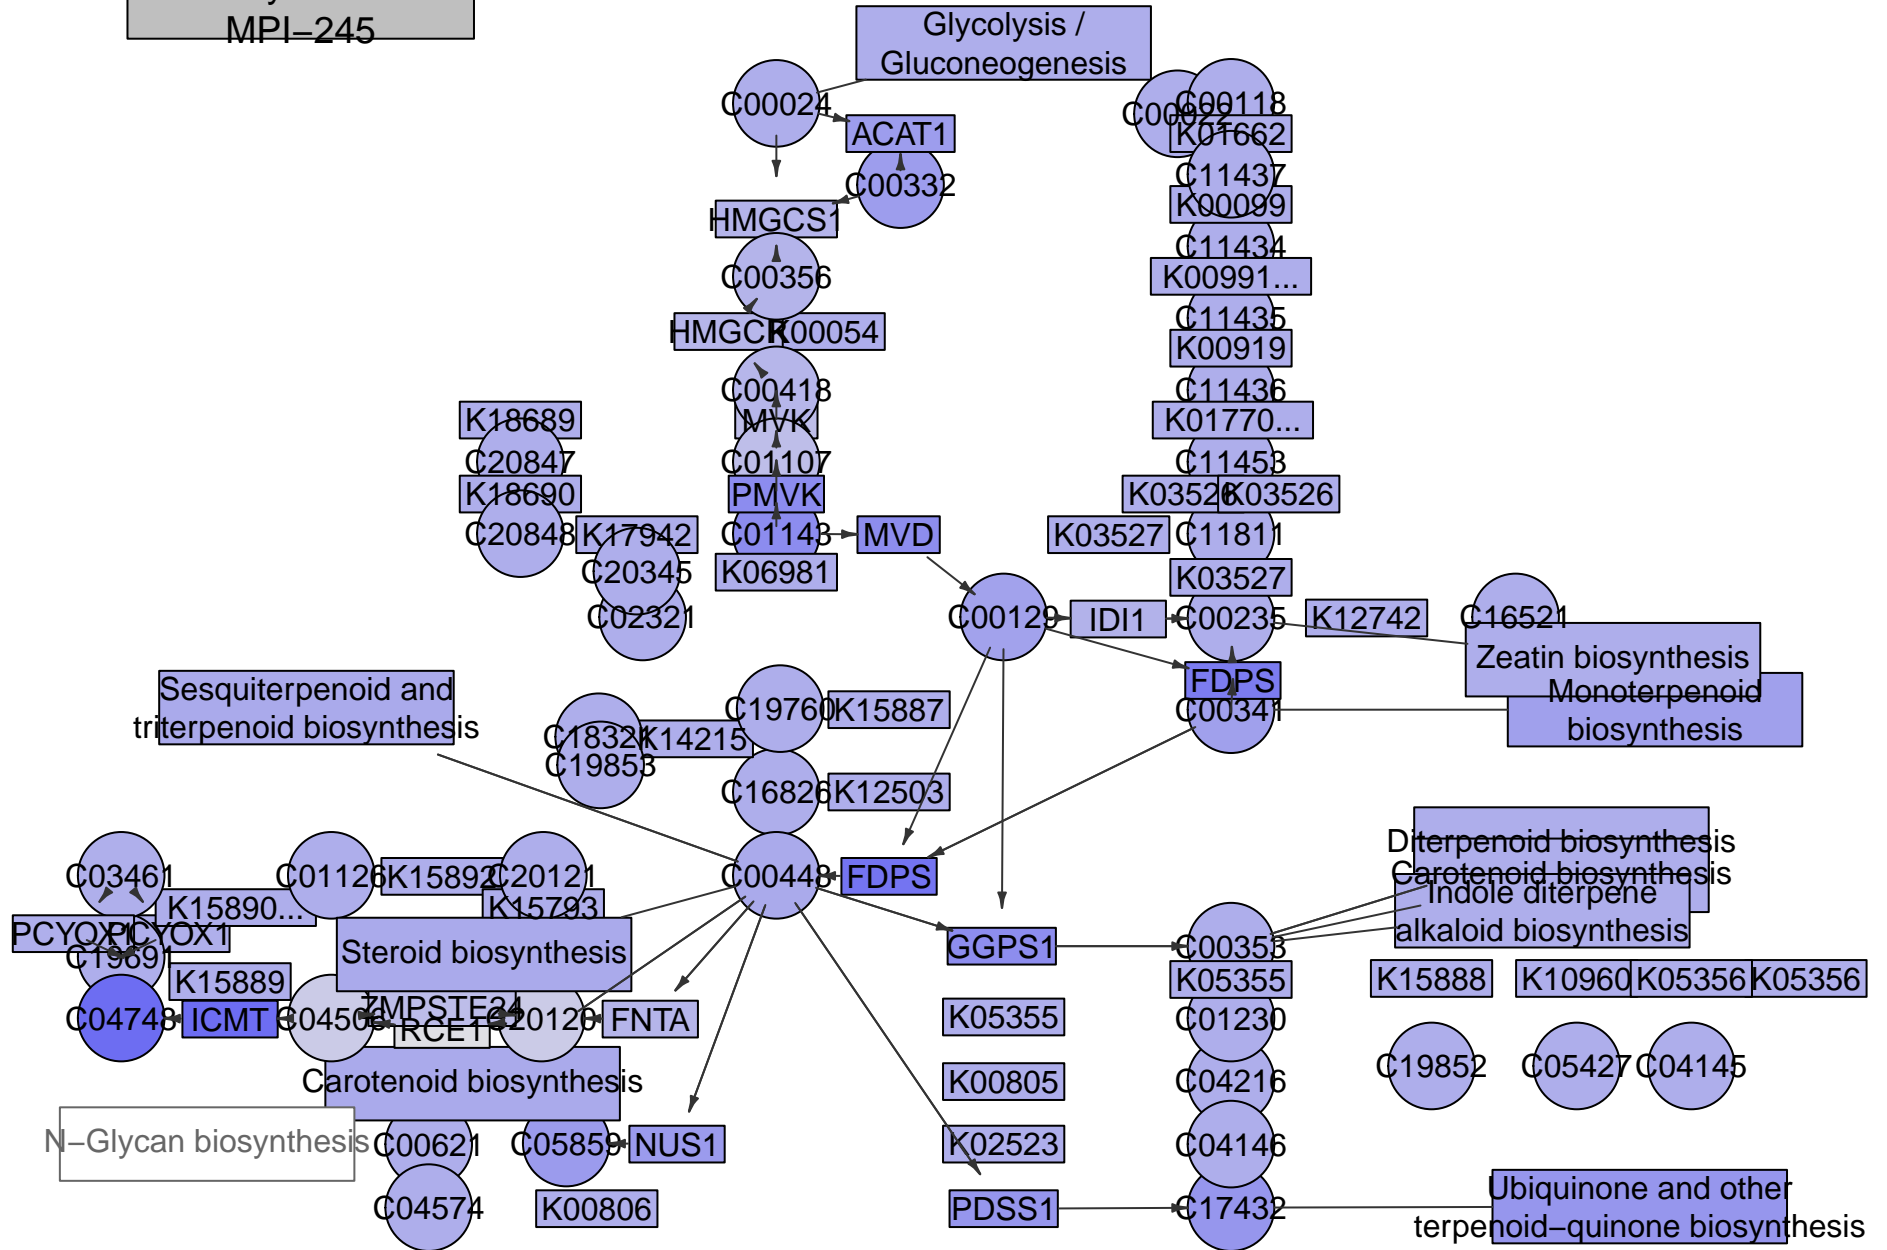 MPI−245
Glycolysis /
Gluconeogenesis
C00024
C00022
C00118
ACAT1
K01662
C00332
C11437
HMGCS1
K00099
C11434
C00356
K00991...
C11435
HMGCR
K00054
K00919
C00418
C11436
K18689
MVK
K01770...
C20847
C01107
C11453
K18690
PMVK
K03526
K03526
C20848
K17942
C01143
MVD
K03527
C11811
C20345
K06981
K03527
C02321
C00129
IDI1
C00235
K12742
C16521
Zeatin biosynthesis
FDPS
Monoterpenoid
biosynthesis
Sesquiterpenoid and
triterpenoid biosynthesis
C19760
K15887
C00341
C18321
K14215
C19853
C16826
K12503
Diterpenoid biosynthesis
Carotenoid biosynthesis
Indole diterpene
alkaloid biosynthesis
C03461
C01126
K15892
C20121
C00448
FDPS
K15890...
K15793
PCYOX1
PCYOX1
C19691
Steroid biosynthesis
GGPS1
C00353
K15889
K05355
K15888
K10960
K05356
K05356
C04748
ICMT
C04506
ZMPSTE24
RCE1
C20120
FNTA
K05355
C01230
Carotenoid biosynthesis
K00805
C04216
C19852
C05427
C04145
N−Glycan biosynthesis
C00621
C05859
NUS1
K02523
C04146
C04574
K00806
PDSS1
C17432
Ubiquinone and other
terpenoid−quinone biosynthesis